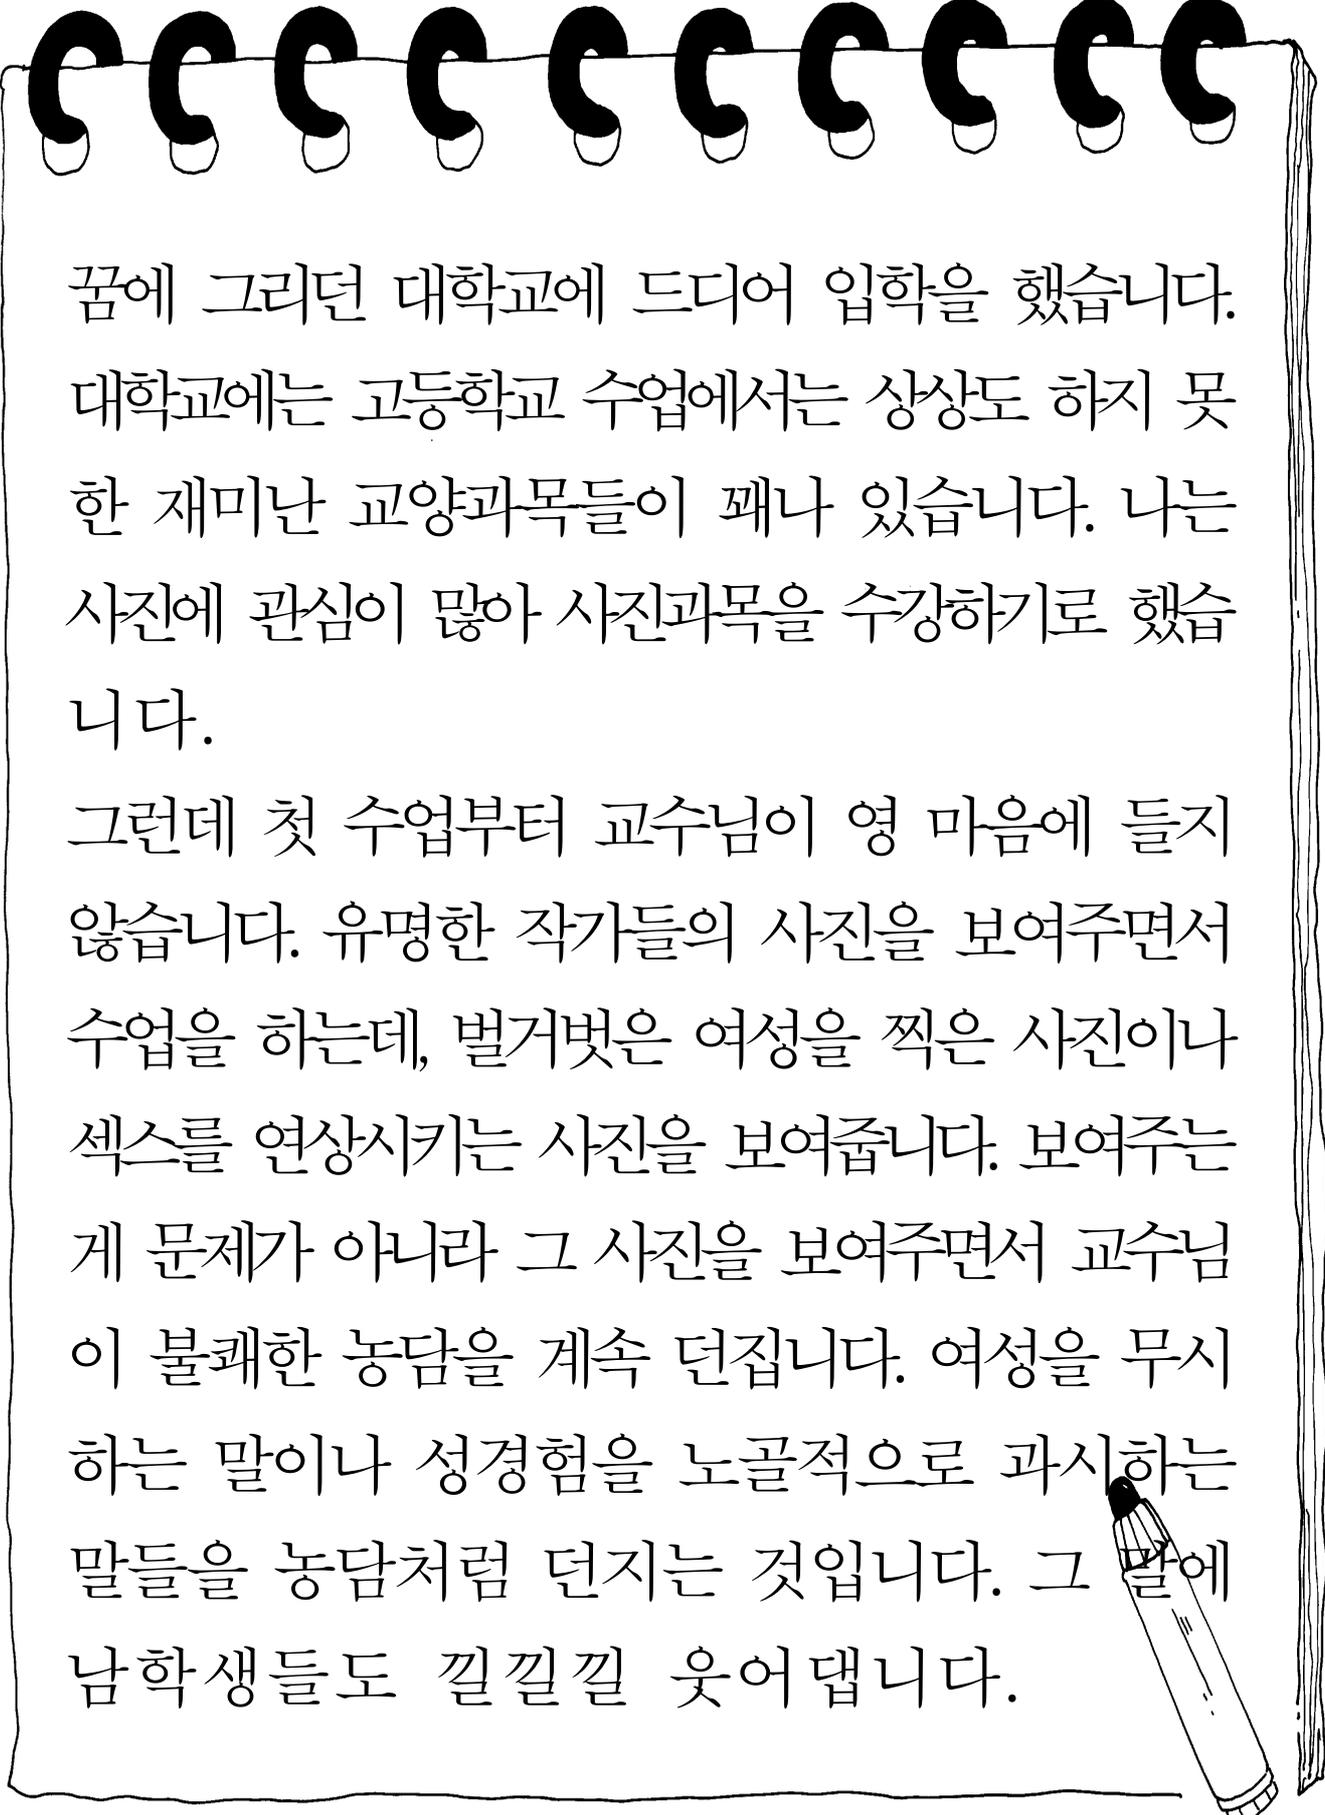 꿈에 그리던 대학교에 드디어 입학을 했습니다.
대학교에는 고등학교 수업에서는 상상도 하지 못
한 재미난 교양과목들이 꽤나 있습니다. 나는
사진에 관심이 많아 사진과목을 수강하기로 했습
니다.
그런데 첫 수업부터 교수님이 영 마음에 들지
않습니다. 유명한 작가들의 사진을 보여주면서
수업을 하는데, 벌거벗은 여성을 찍은 사진이나
섹스를 연상시키는 사진을 보여줍니다. 보여주는
게 문제가 아니라 그 사진을 보여주면서 교수님
이 불쾌한 농담을 계속 던집니다. 여성을 무시
하는 말이나 성경험을 노골적으로 과시하는
말들을 농담처럼 던지는 것입니다. 그 말에
남학생들도 낄낄낄 웃어댑니다.